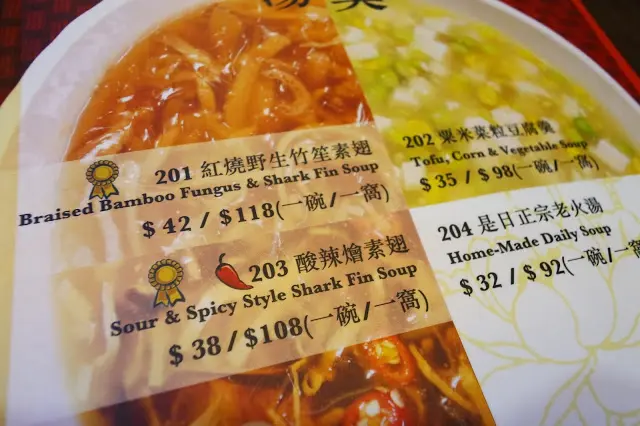 201 紅燒野生竹笙素翅
Braised Bamboo Fungus & Shark Fin Soup
$ 42 / $118(一碗/一窩)
202 粟米菜粒豆腐羹
Tofu, Corn & Vegetable Soup
$ 35 / $ 98(一碗/一窩)
203 酸辣燴素翅
Sour & Spicy Style Shark Fin Soup
$ 38 / $108(一碗/一窩)
204 是日正宗老火湯
Home-Made Daily Soup
$ 32 / $ 92(一碗/一窩